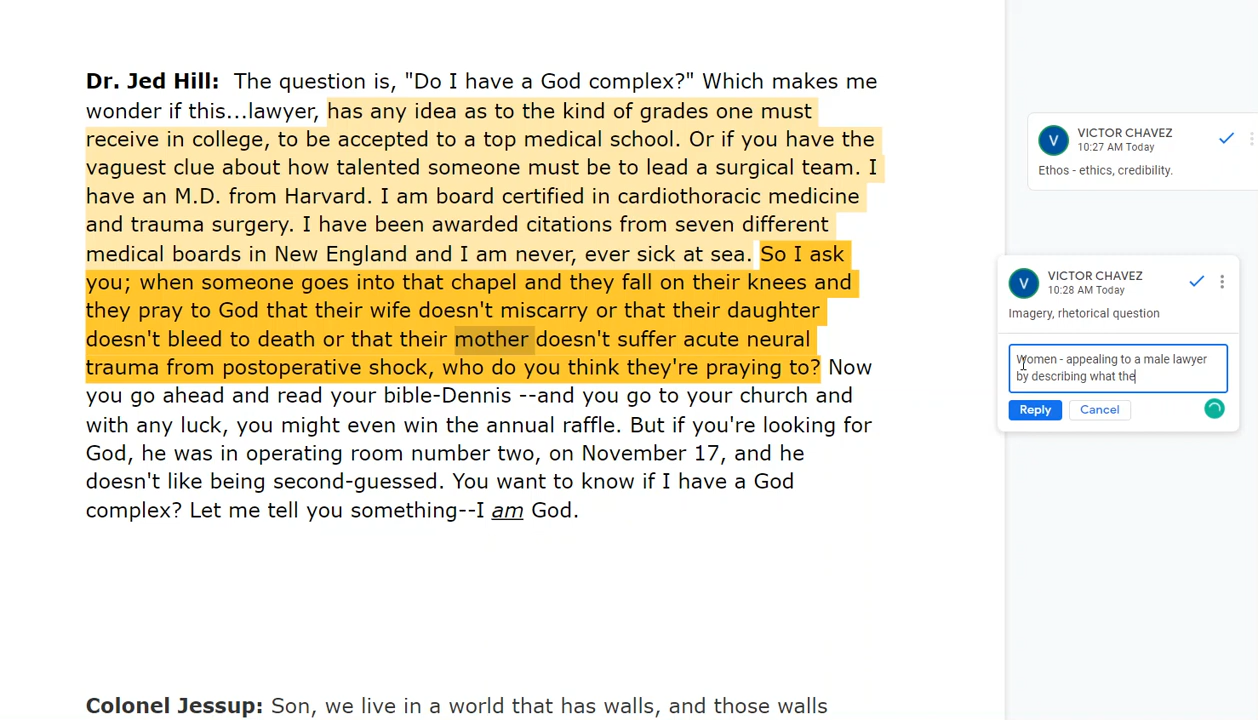 Dr. Jed Hill: The question is, "Do I have a God complex?" Which makes me
wonder if this...lawyer, has any idea as to the kind of grades one must
receive in college, to be accepted to a top medical school. Or if you have the
vaguest clue about how talented someone must be to lead a surgical team. I
have an M.D. from Harvard. I am board certified in cardiothoracic medicine
and trauma surgery. I have been awarded citations from seven different
medical boards in New England and I am never, ever sick at sea. So I ask
you; when someone goes into that chapel and they fall on their knees and
they pray to God that their wife doesn't miscarry or that their daughter
doesn't bleed to death or that their mother doesn't suffer acute neural
trauma from postoperative shock, who do you think they're praying to? Now
you go ahead and read your bible-Dennis --and you go to your church and
with any luck, you might even win the annual raffle. But if you're looking for
God, he was in operating room number two, on November 17, and he
doesn't like being second-guessed. You want to know if I have a God
complex? Let me tell you something--I am God.
Colonel Jessup: Son, we live in a world that has walls, and those walls
V
VICTOR CHAVEZ
10:27 AM Today
Ethos - ethics, credibility.
V
VICTOR CHAVEZ
10:28 AM Today
Imagery, rhetorical question
Women - appealing to a male lawyer
by describing what the
Reply
Cancel